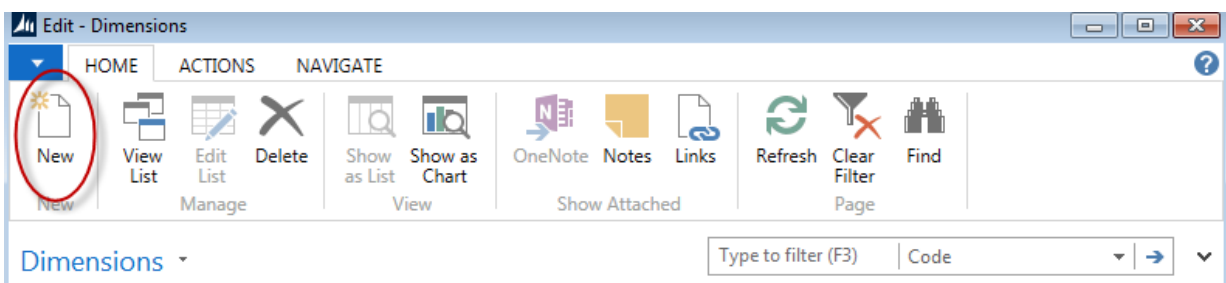 Edit - Dimensions
HOME ACTIONS NAVIGATE
New View Edit Delete Show Show as OneNote Notes Links Refresh Clear Find
List List as List Chart Filter
New Manage View Show Attached Page
Dimensions Type to filter (F3) Code